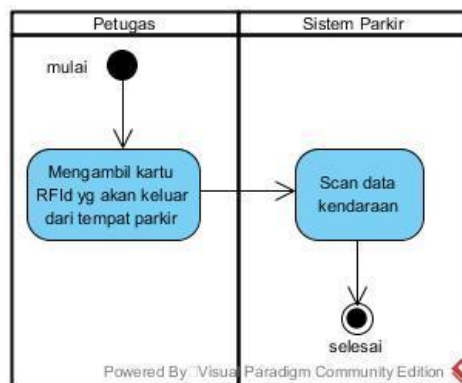 Petugas
Sistem Parkir
mulai
Mengambil kartu
RFId yg akan keluar
dari tempat parkir
Scan data
kendaraan
selesai
Powered By Visual Paradigm Community Edition